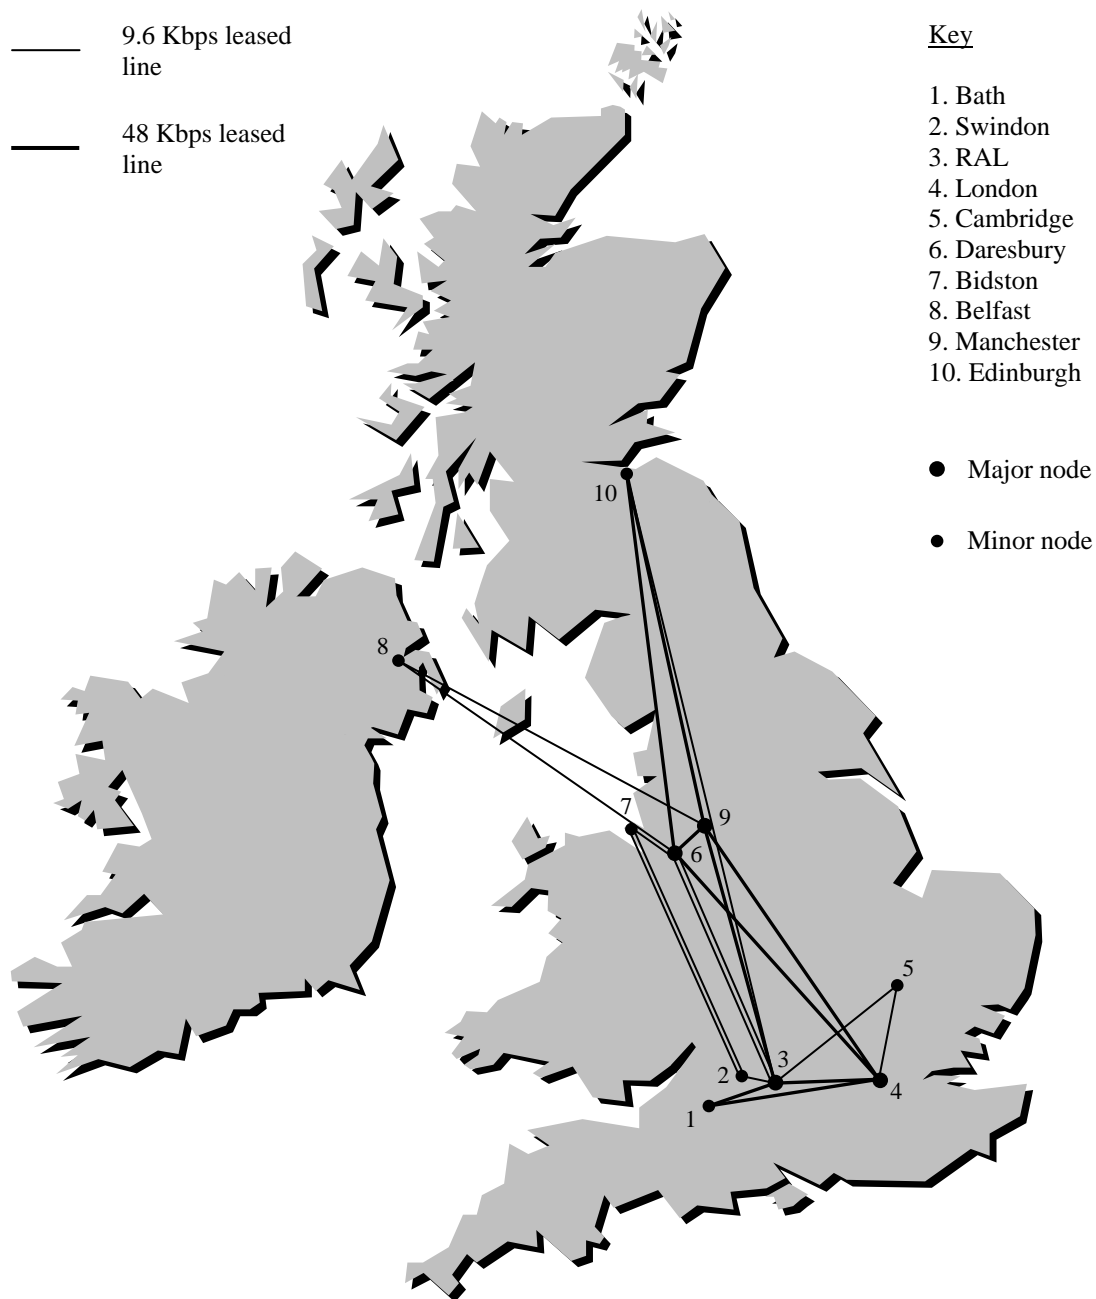 9.6 Kbps leased
line
48 Kbps leased
line
Key
1. Bath
2. Swindon
3. RAL
4. London
5. Cambridge
6. Daresbury
7. Bidston
8. Belfast
9. Manchester
10. Edinburgh
Major node
Minor node
10
8
7
9
6
5
3
2
4
1